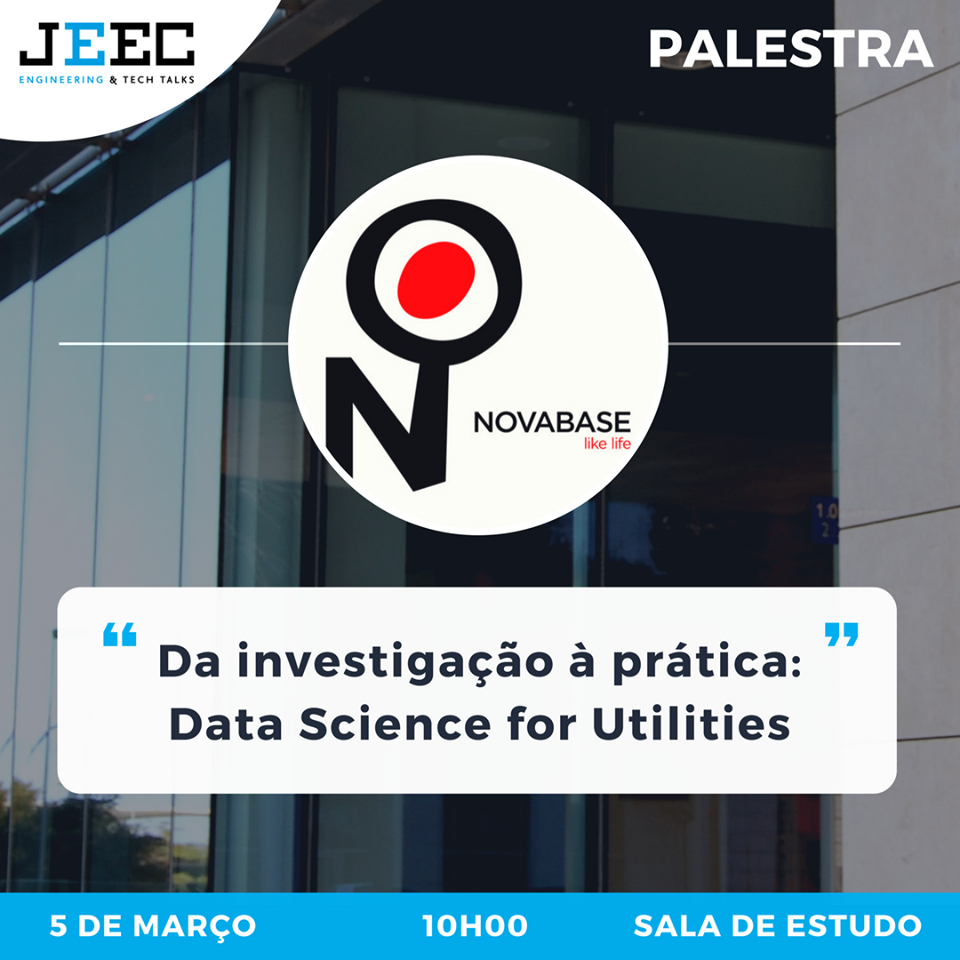 JEEC
ENGINEERING & TECH TALKS
PALESTRA
NOVABASE
like life
“ Da investigação à prática: ”
Data Science for Utilities
5 DE MARÇO 10H00 SALA DE ESTUDO